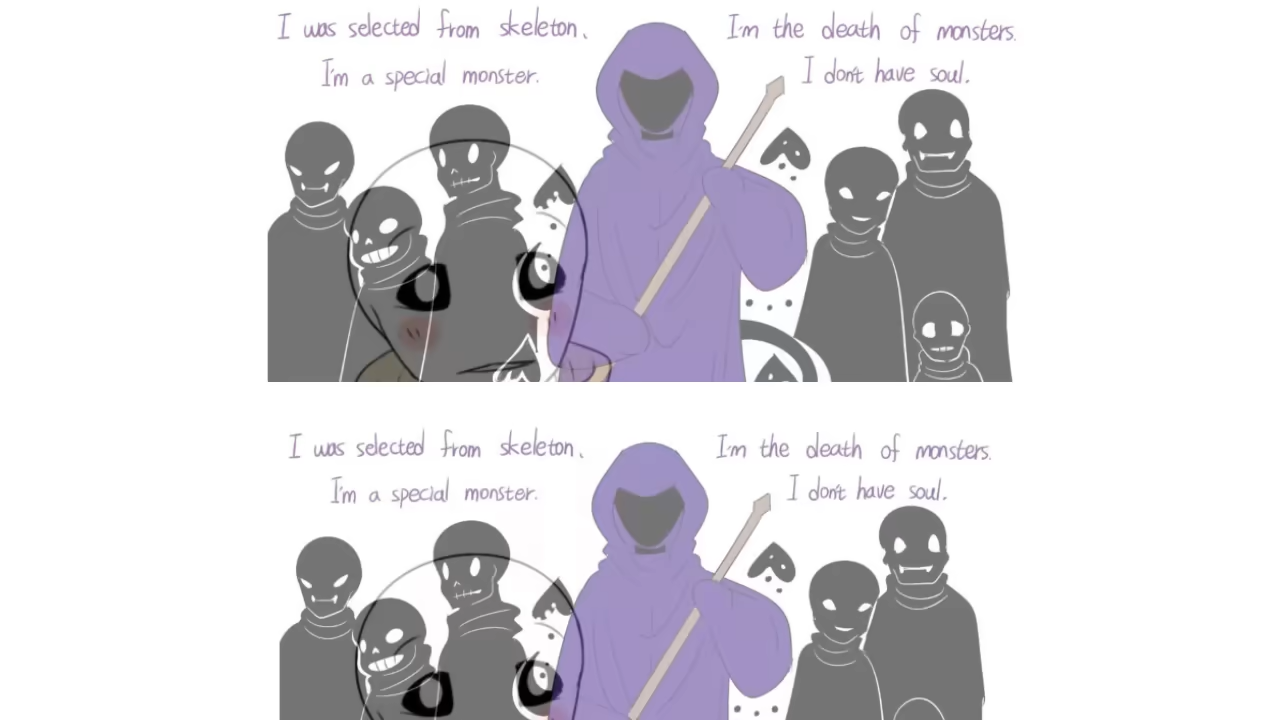 I was selected from skeleton.
I'm a special monster.
I'm the death of monsters.
I don't have soul.
I was selected from skeleton.
I'm a special monster.
I'm the death of monsters.
I don't have soul.